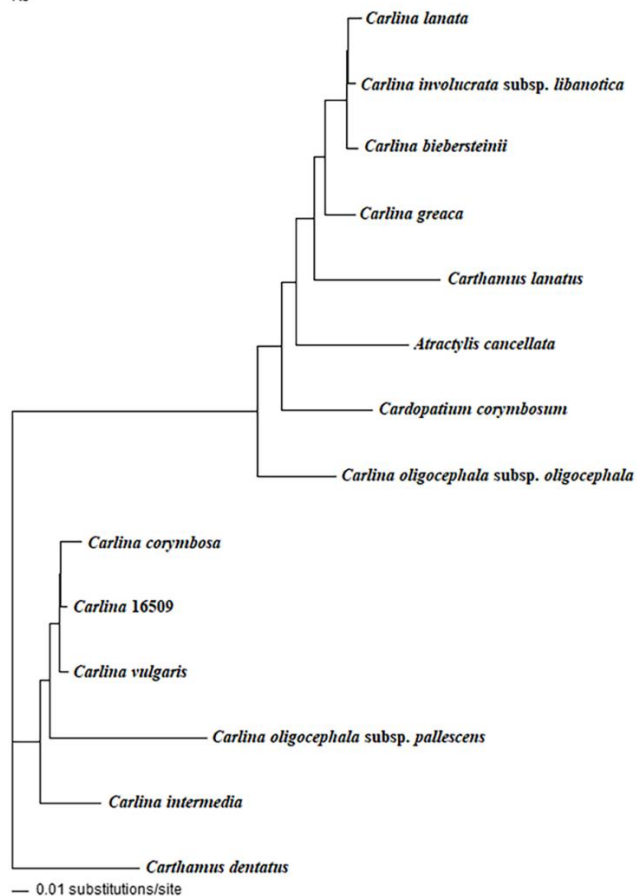 Carlina lanata
Carlina involucrata subsp. libanotica
Carlina biebersteinii
Carlina greaca
Carthamus lanatus
Atractylis cancellata
Cardopatium corymbosum
Carlina oligocephala subsp. oligocephala
Carlina corymbosa
Carlina 16509
Carlina vulgaris
Carlina oligocephala subsp. pallescens
Carlina intermedia
Carthamus dentatus
0.01 substitutions/site